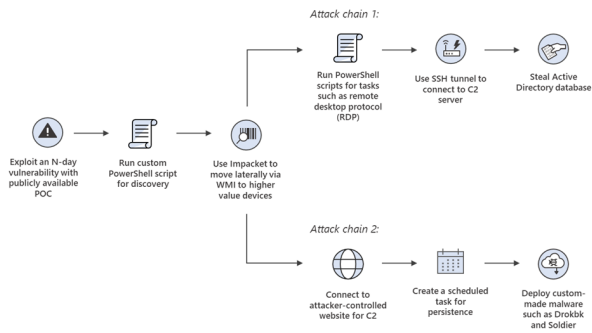 Attack chain 1:
Run PowerShell
scripts for tasks
such as remote
desktop protocol
(RDP)
Use SSH tunnel to
connect to C2
server
Steal Active
Directory database
Exploit an N-day
vulnerability with
publicly available
POC
Run custom
PowerShell script
for discovery
Use Impacket to
move laterally via
WMI to higher
value devices
Attack chain 2:
Connect to
attacker-controlled
website for C2
Create a scheduled
task for
persistence
Deploy custom-
made malware
such as Drokbk
and Soldier